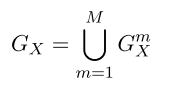 $G_X = \bigcup_{m=1}^{M} G_X^m$